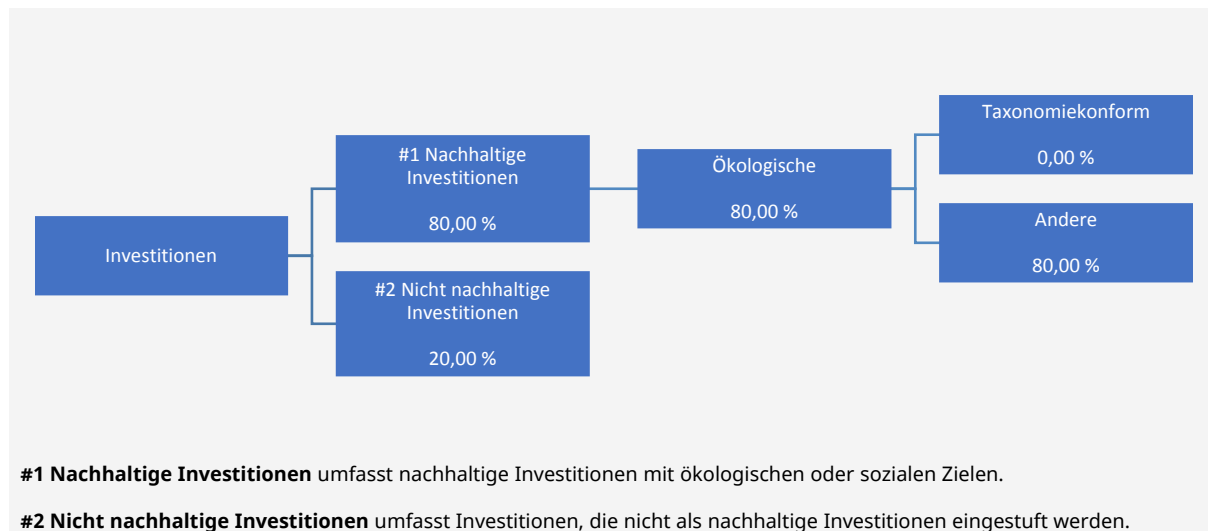 Investitionen
#1 Nachhaltige
Investitionen
80,00 %
#2 Nicht nachhaltige
Investitionen
20,00 %
Ökologische
80,00 %
Taxonomiekonform
0,00 %
Andere
80,00 %
#1 Nachhaltige Investitionen umfasst nachhaltige Investitionen mit ökologischen oder sozialen Zielen.
#2 Nicht nachhaltige Investitionen umfasst Investitionen, die nicht als nachhaltige Investitionen eingestuft werden.